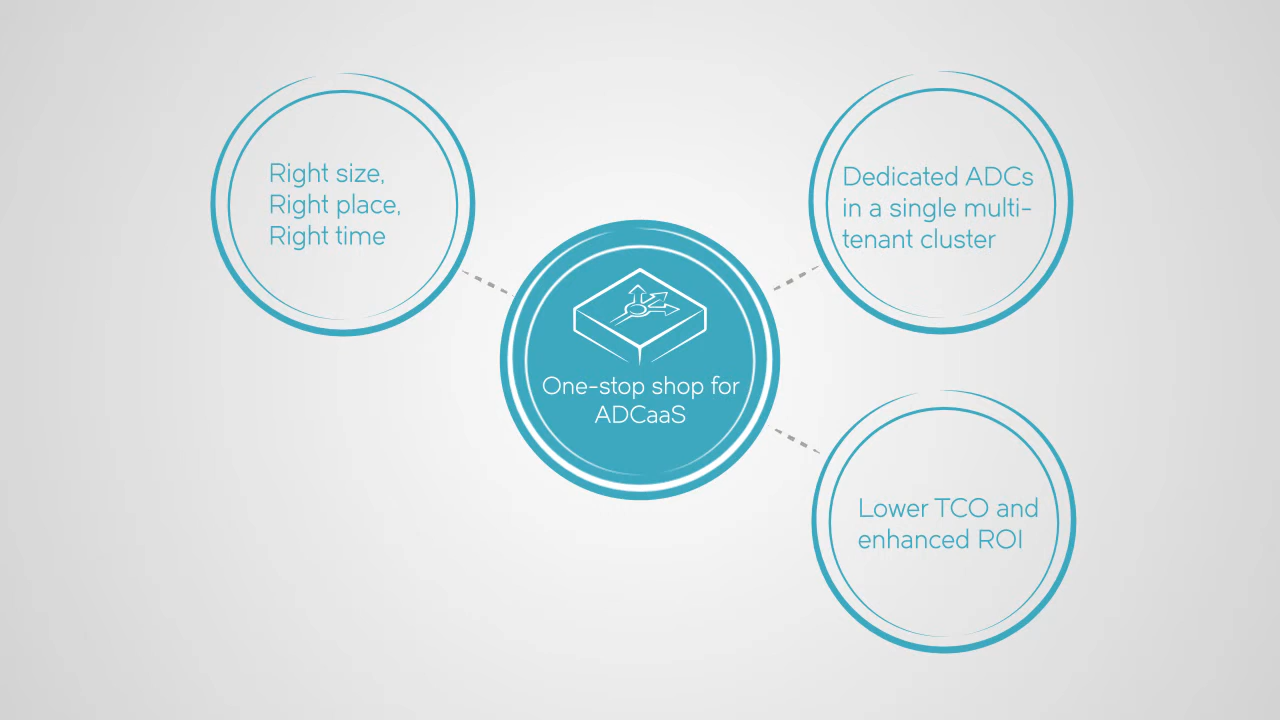 Right size,
Right place,
Right time
Dedicated ADCs
in a single multi-
tenant cluster
One-stop shop for
ADCaaS
Lower TCO and
enhanced ROI